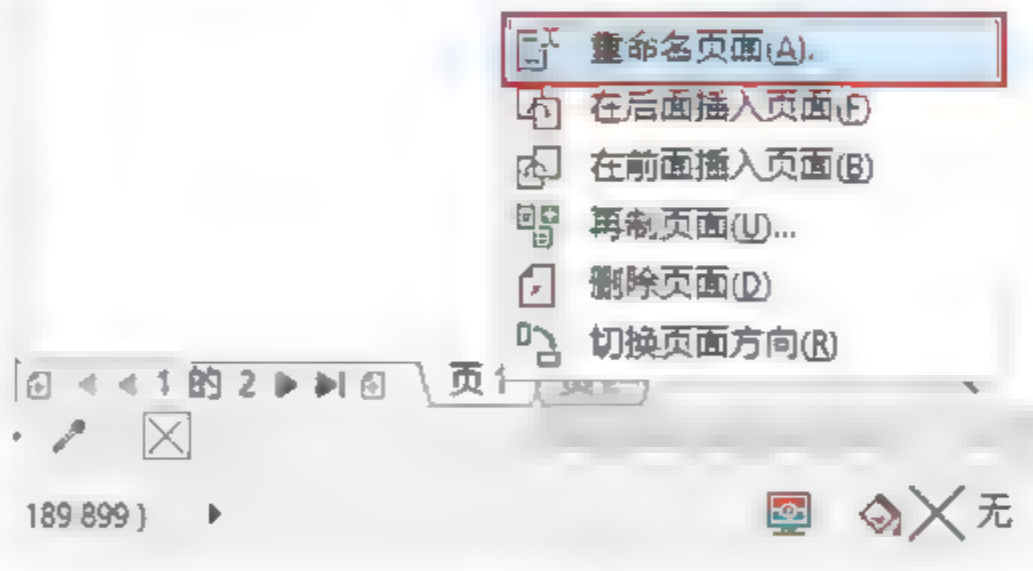 重命名页面(A)...
在后面插入页面(F)
在前面插入页面(B)
再制页面(U)...
删除页面(D)
切换页面方向(R)
1 的 2 页 1
189 899 )
无